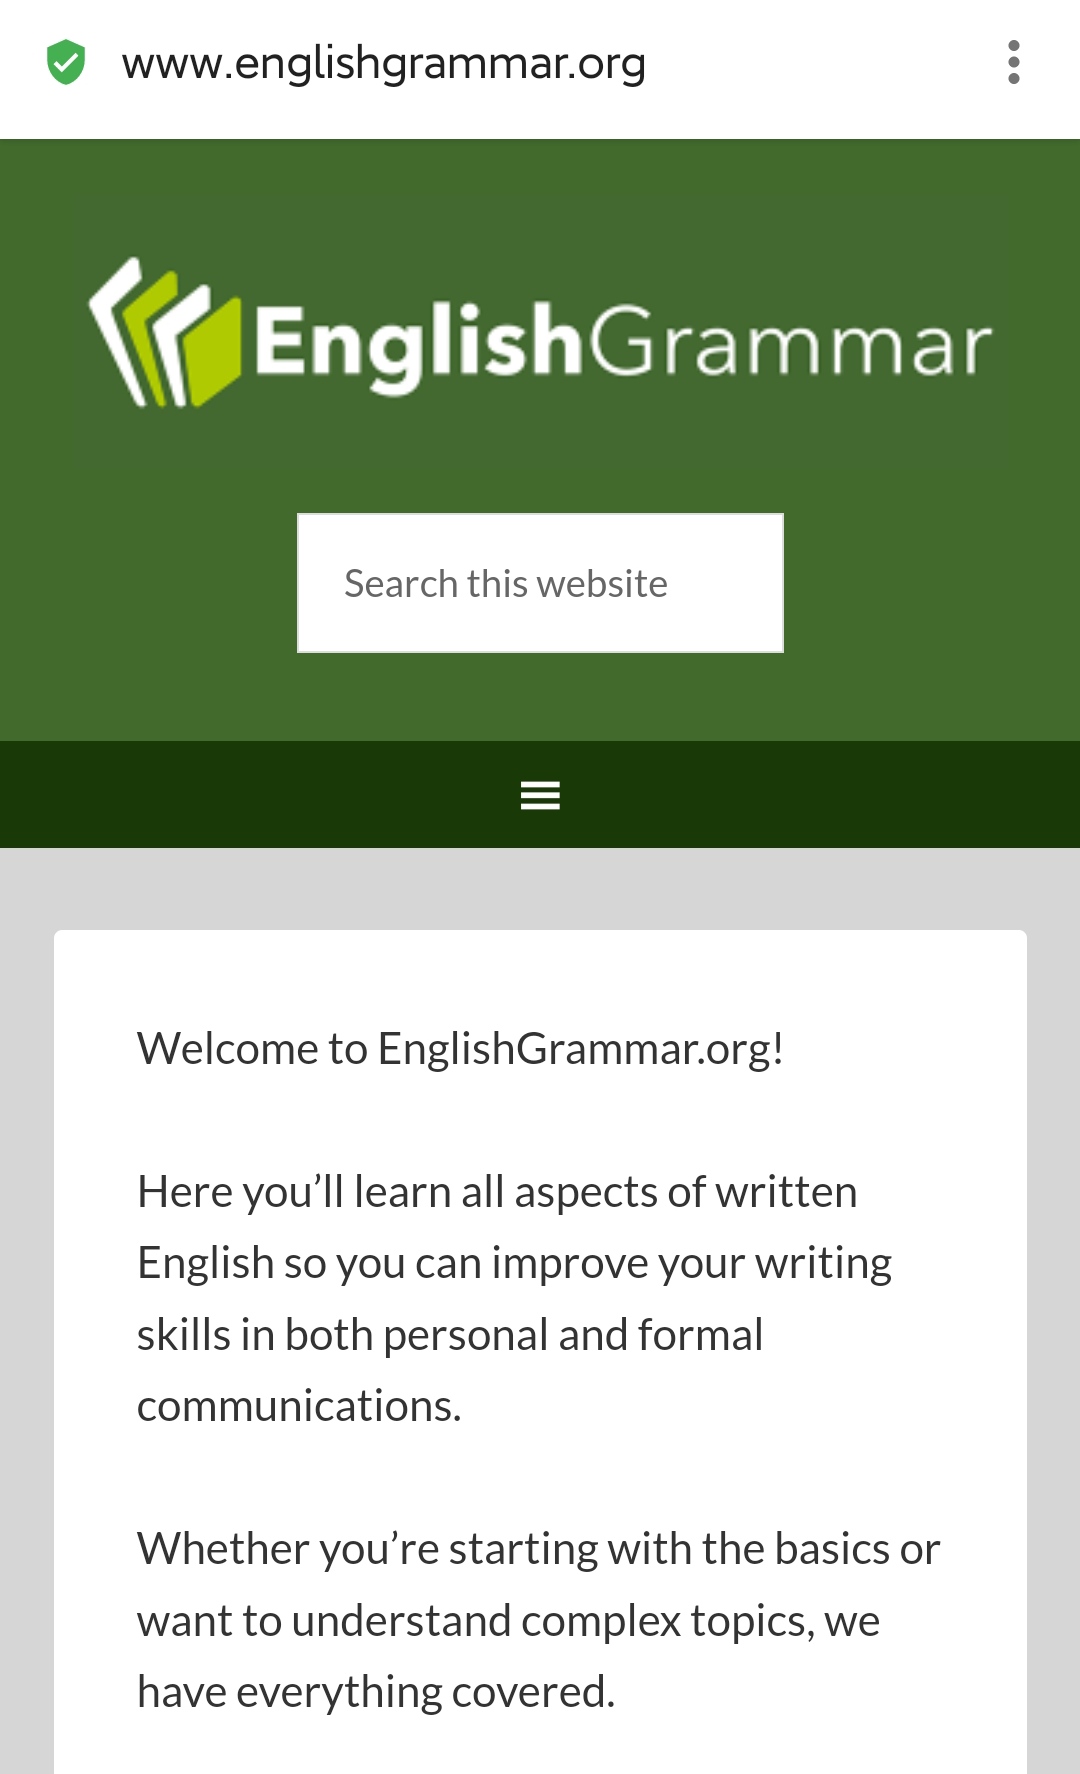 www.englishgrammar.org
EnglishGrammar
Search this website
Welcome to EnglishGrammar.org!
Here you’ll learn all aspects of written
English so you can improve your writing
skills in both personal and formal
communications.
Whether you’re starting with the basics or
want to understand complex topics, we
have everything covered.